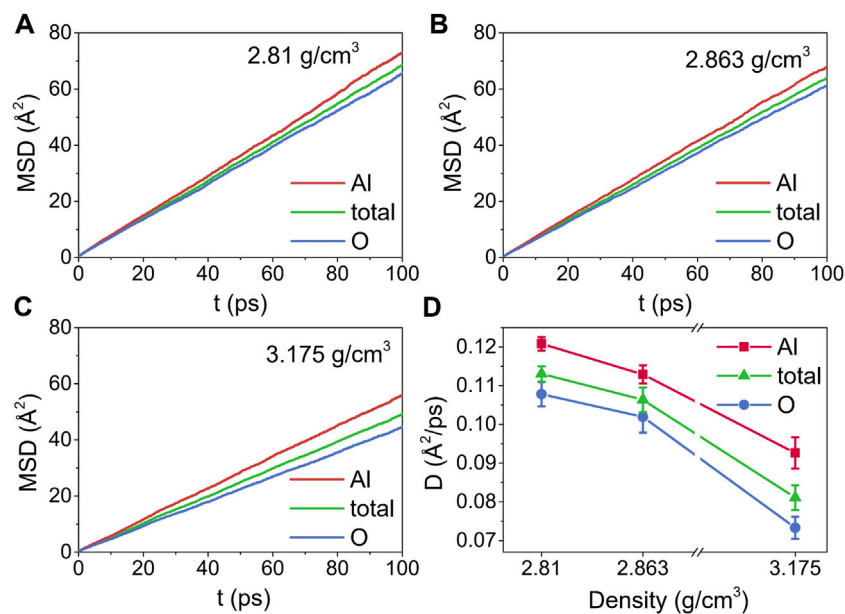 A
2.81 g/cm³
MSD (Å²)
80
60
40
20
0
Al
total
O
0 20 40 60 80 100
t (ps)
B
2.863 g/cm³
MSD (Å²)
80
60
40
20
0
Al
total
O
0 20 40 60 80 100
t (ps)
C
3.175 g/cm³
MSD (Å²)
80
60
40
20
0
Al
total
O
0 20 40 60 80 100
t (ps)
D
Al
total
O
D (Å²/ps)
0.12
0.11
0.10
0.09
0.08
0.07
2.81 2.863 3.175
Density (g/cm³)